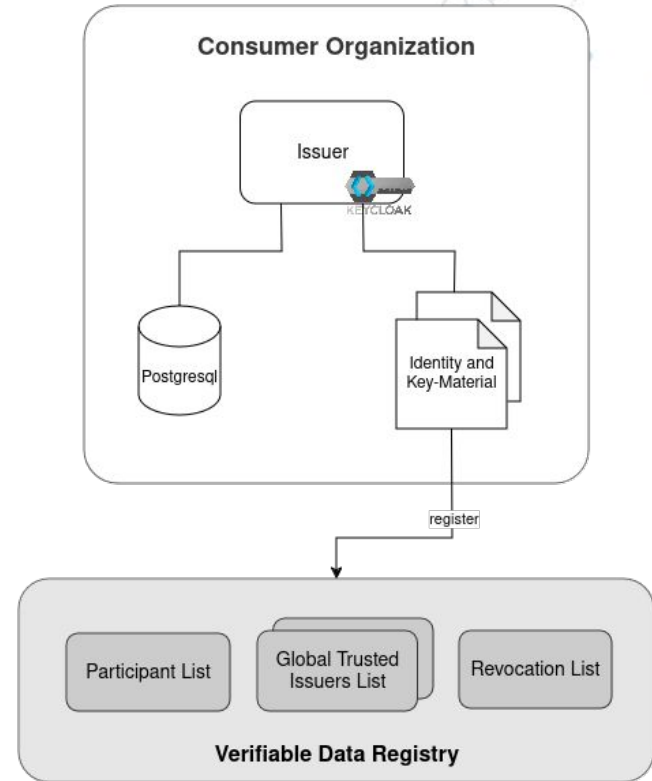 Consumer Organization
Issuer
KEYCLOAK
Postgresql
Identity and
Key-Material
register
Participant List
Global Trusted
Issuers List
Revocation List
Verifiable Data Registry